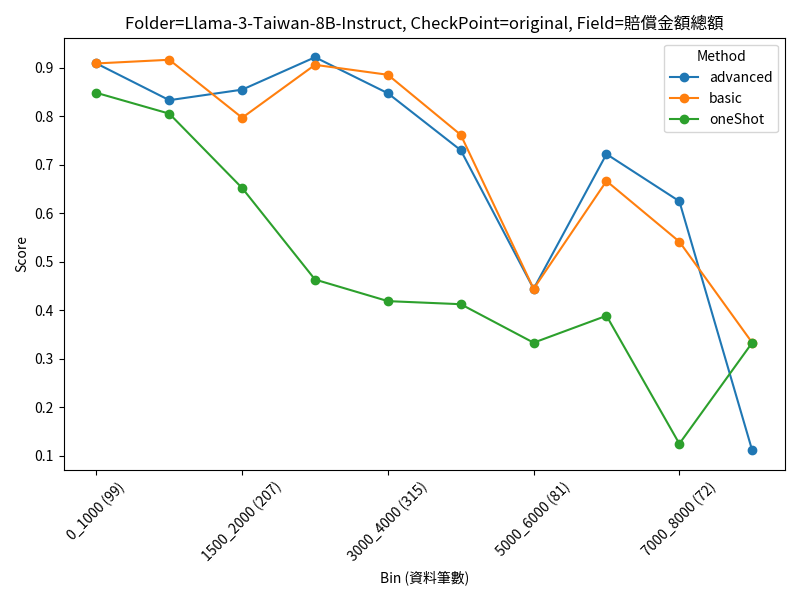 Folder=Llama-3-Taiwan-8B-Instruct, CheckPoint=original, Field=賠償金額總額
Method
advanced
basic
oneShot
Score
0.9
0.8
0.7
0.6
0.5
0.4
0.3
0.2
0.1
0_1000 (99)
1500_2000 (207)
3000_4000 (315)
5000_6000 (81)
7000_8000 (72)
Bin (資料筆數)